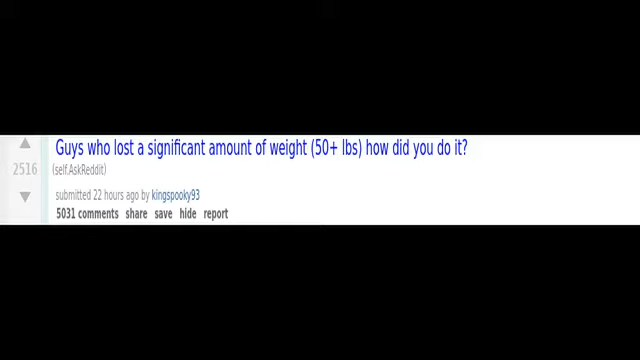 Guys who lost a significant amount of weight (50+ lbs) how did you do it?
2516
(self.AskReddit)
submitted 22 hours ago by kingspooky93
5031 comments share save hide report